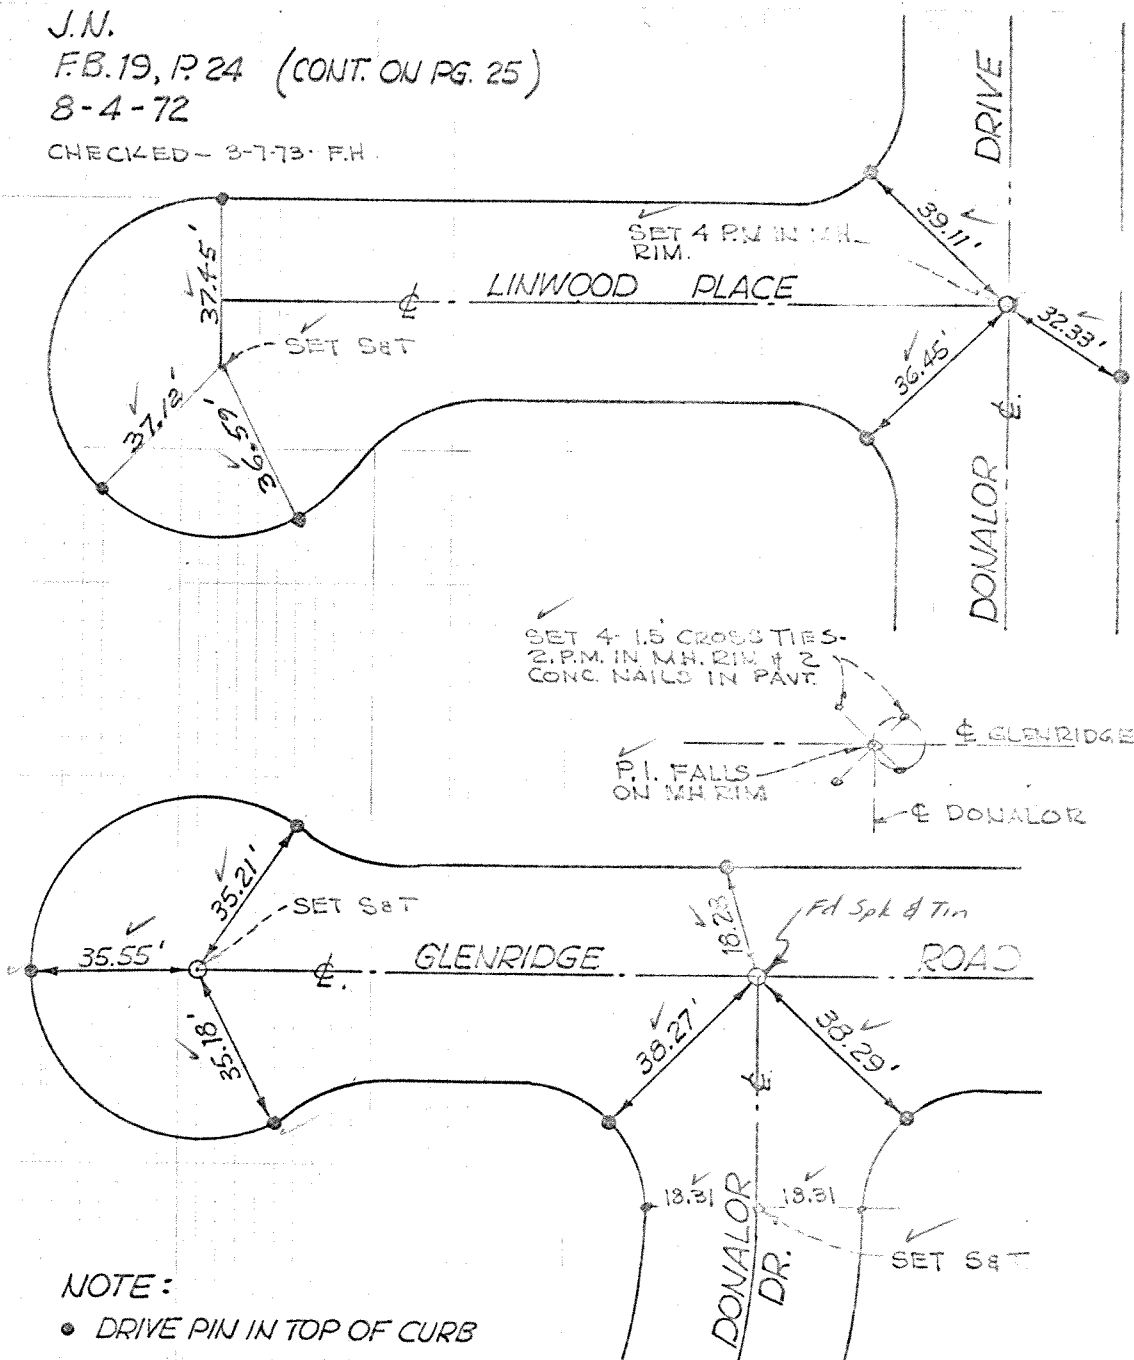 J.N.
F.B. 19, P. 24 (CONT. ON PG. 25)
8-4-72
CHECKED- 3-7-73- F.H.
DRIVE
39.11'
SET 4 P.M IN M.H.
RIM.
37.45'
LINWOOD PLACE
℄
32.33'
SET S&T
36.45'
37.12'
36.59'
℄
DONALOR
SET 4- 1.5' CROSS TIES-
2. P.M. IN M.H. RIM & 2
CONC. NAILS IN PAVT.
℄ GLENRIDGE
P.I. FALLS
ON MH RIM
℄ DONALOR
35.21'
SET S&T
18.23
Fd Spk & Tin
35.55'
℄. GLENRIDGE ROAD
35.18'
38.27'
38.29'
℄
18.31 18.31
DONALOR
DR.
SET S&T
NOTE:
● DRIVE PIN IN TOP OF CURB